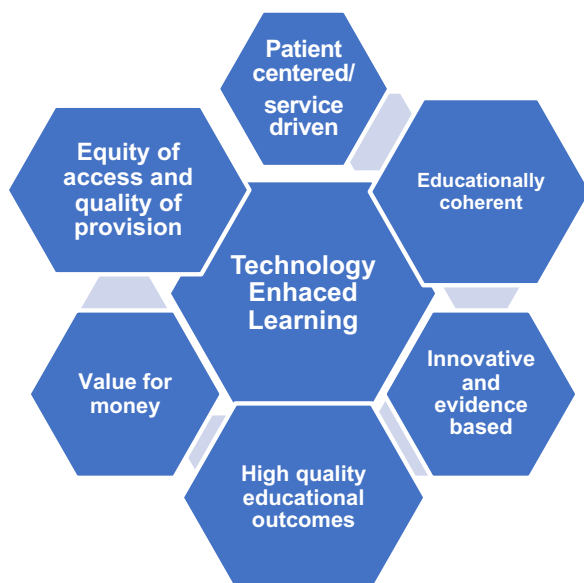 Patient
centered/
service
driven
Educationally
coherent
Innovative
and
evidence
based
High quality
educational
outcomes
Value for
money
Equity of
access and
quality of
provision
Technology
Enhaced
Learning